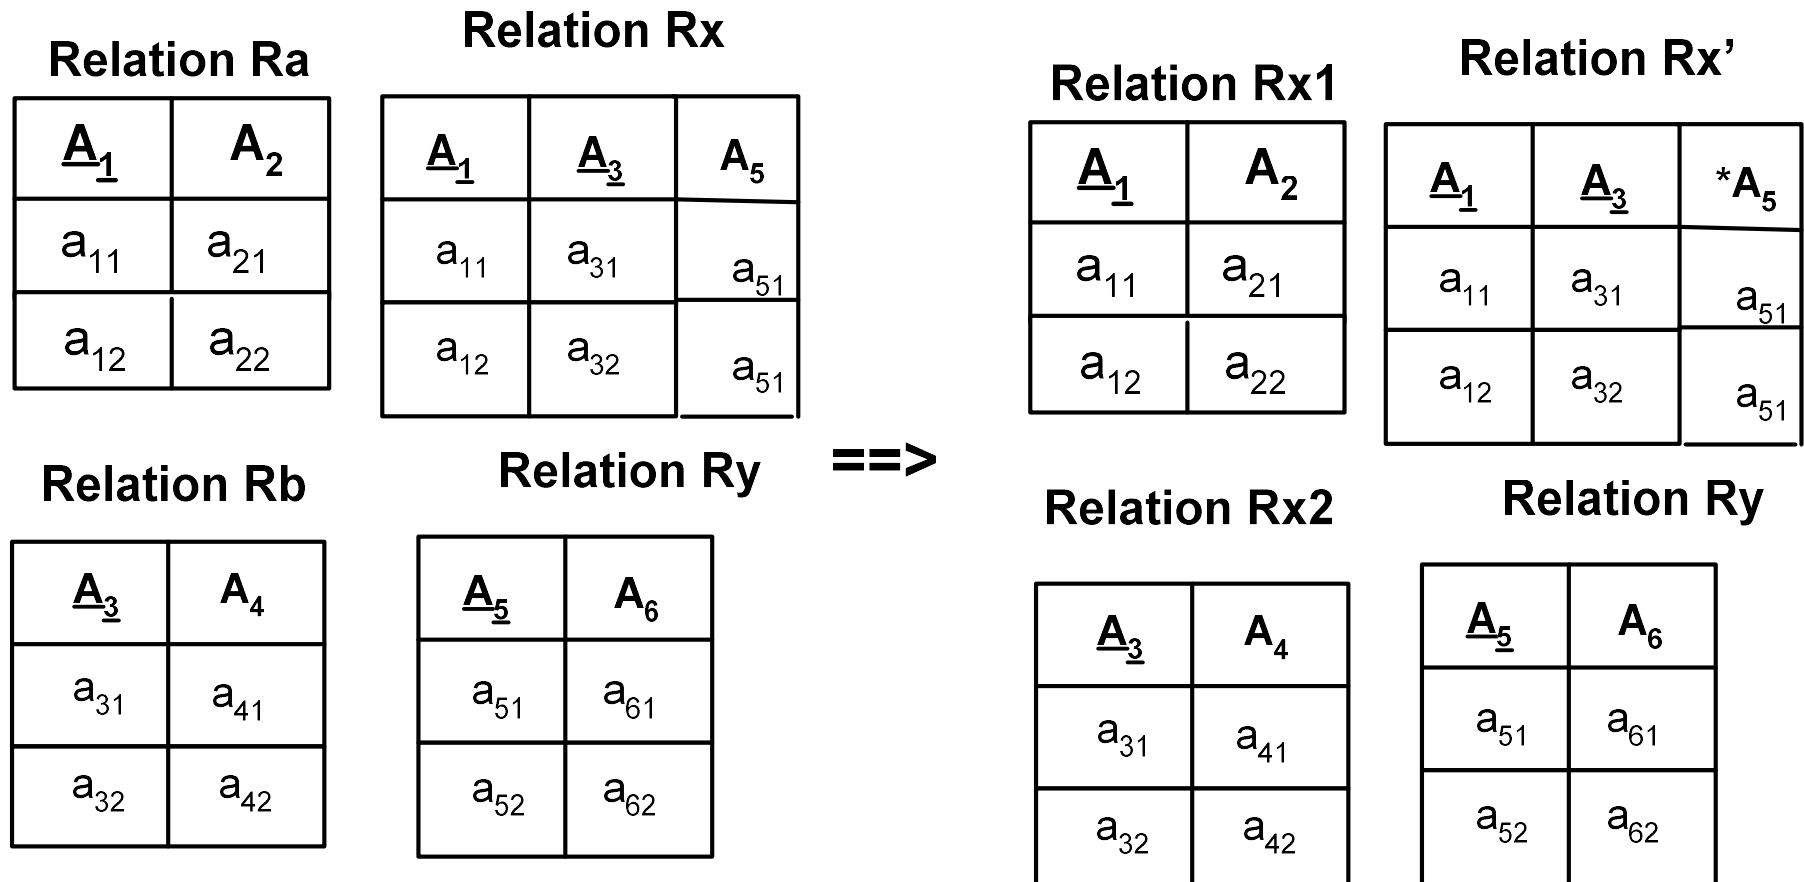 Relation Ra
A1 A2
a11 a21
a12 a22
Relation Rx
A1 A3 A5
a11 a31 a51
a12 a32 a51
Relation Rb
A3 A4
a31 a41
a32 a42
Relation Ry
A5 A6
a51 a61
a52 a62
==>
Relation Rx1
A1 A2
a11 a21
a12 a22
Relation Rx’
A1 A3 *A5
a11 a31 a51
a12 a32 a51
Relation Rx2
A3 A4
a31 a41
a32 a42
Relation Ry
A5 A6
a51 a61
a52 a62